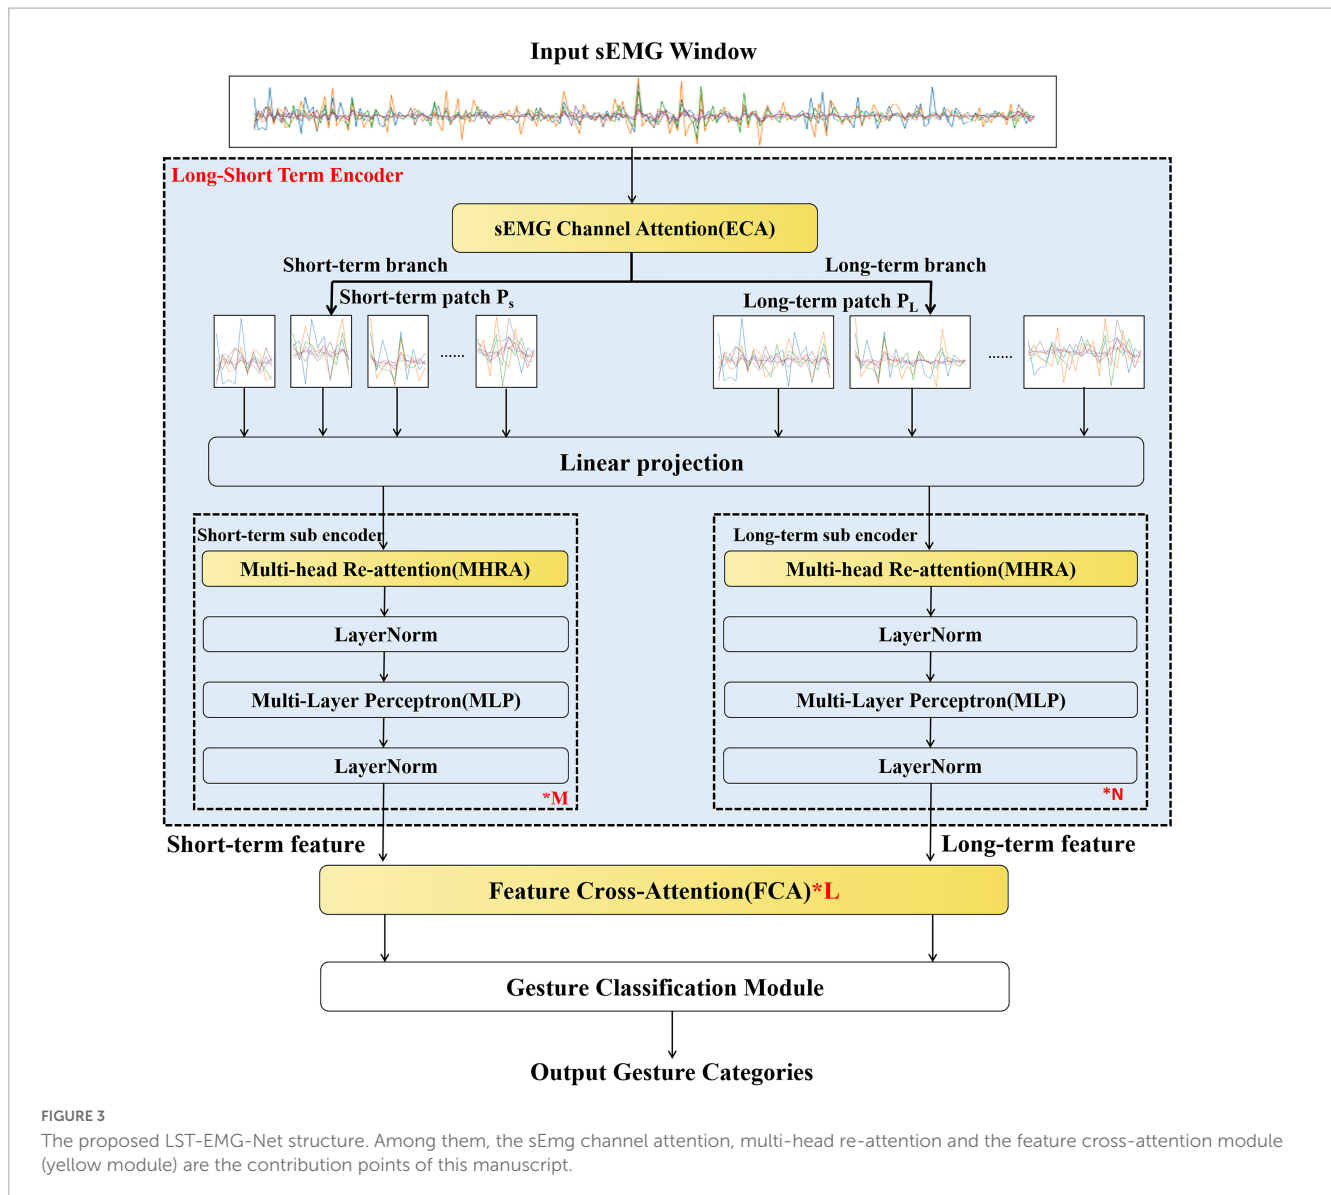 Input sEMG Window
Long-Short Term Encoder
sEMG Channel Attention(ECA)
Short-term branch
Long-term branch
Short-term patch Ps
Long-term patch PL
......
......
Linear projection
Short-term sub encoder
Long-term sub encoder
Multi-head Re-attention(MHRA)
Multi-head Re-attention(MHRA)
LayerNorm
LayerNorm
Multi-Layer Perceptron(MLP)
Multi-Layer Perceptron(MLP)
LayerNorm
LayerNorm
*M
*N
Short-term feature
Long-term feature
Feature Cross-Attention(FCA)*L
Gesture Classification Module
Output Gesture Categories
FIGURE 3
The proposed LST-EMG-Net structure. Among them, the sEmg channel attention, multi-head re-attention and the feature cross-attention module
(yellow module) are the contribution points of this manuscript.